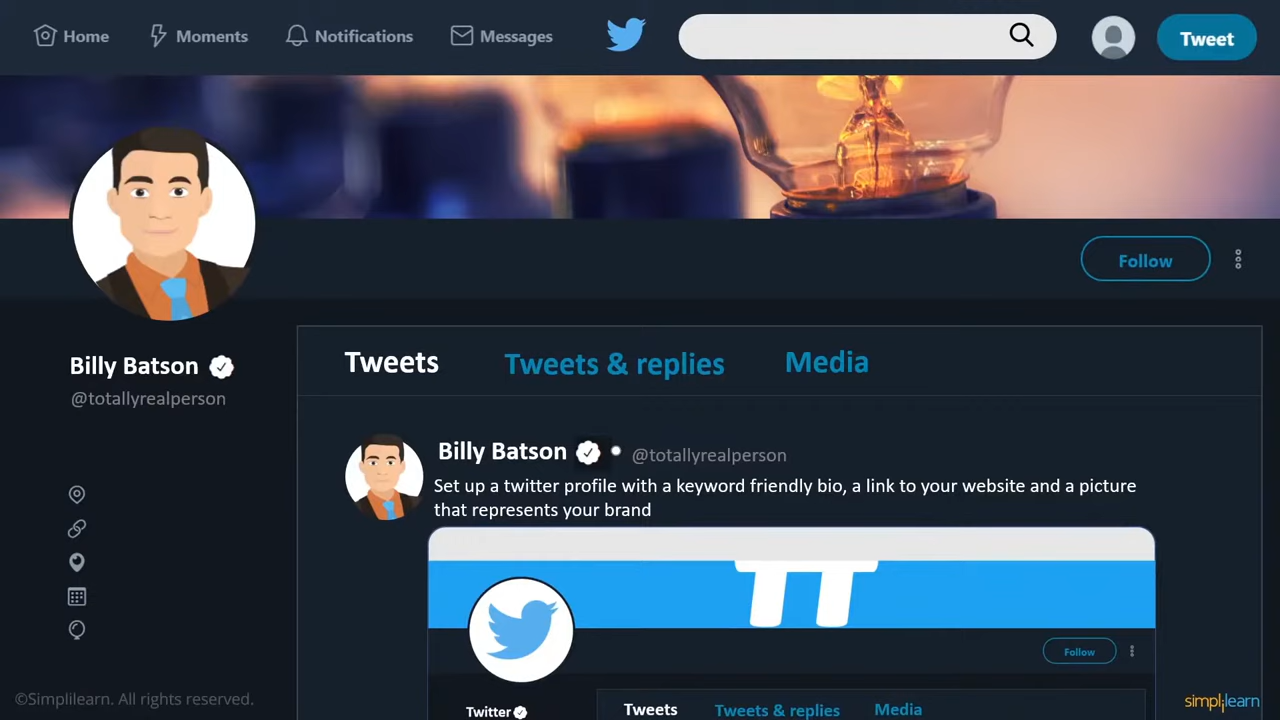 Home
Moments
Notifications
Messages
Tweet
Follow
Billy Batson
@totallyrealperson
Tweets
Tweets & replies
Media
Billy Batson
@totallyrealperson
Set up a twitter profile with a keyword friendly bio, a link to your website and a picture
that represents your brand
Follow
Twitter
Tweets
Tweets & replies
Media
©Simplilearn. All rights reserved.
simplilearn